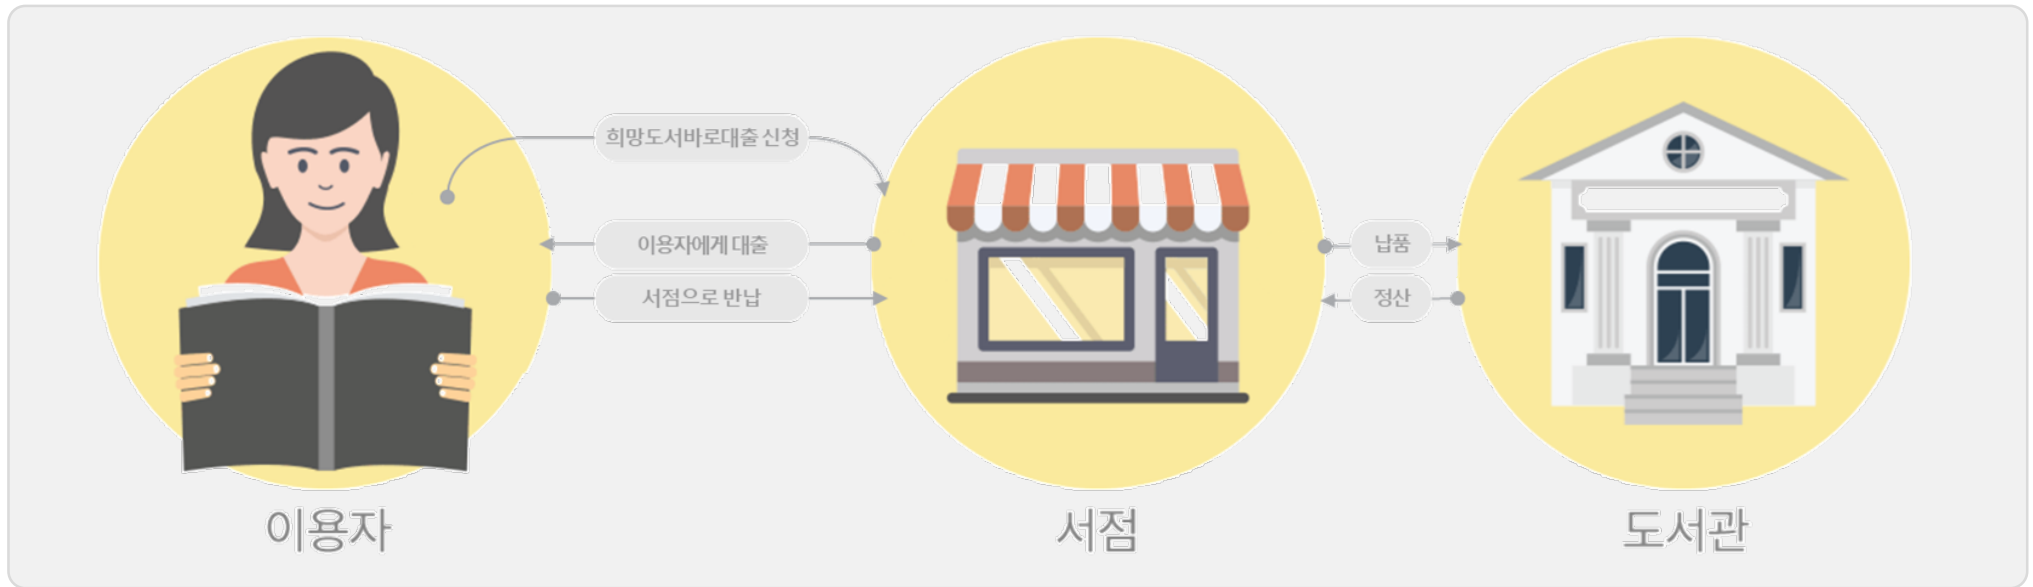 희망도서바로대출 신청
이용자에게 대출
서점으로 반납
납품
정산
이용자
서점
도서관